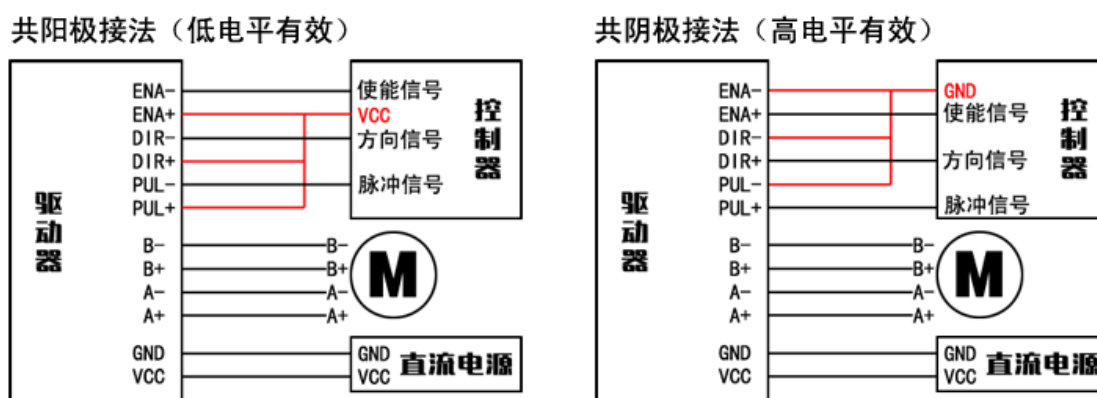 共阳极接法（低电平有效）
ENA-
ENA+
DIR-
DIR+
PUL-
PUL+
驱动器
B-
B+
A-
A+
GND
VCC
使能信号
VCC
方向信号
脉冲信号
控制器
B-
B+
A-
A+
M
GND
VCC
直流电源
共阴极接法（高电平有效）
ENA-
ENA+
DIR-
DIR+
PUL-
PUL+
驱动器
B-
B+
A-
A+
GND
VCC
GND
使能信号
方向信号
脉冲信号
控制器
B-
B+
A-
A+
M
GND
VCC
直流电源